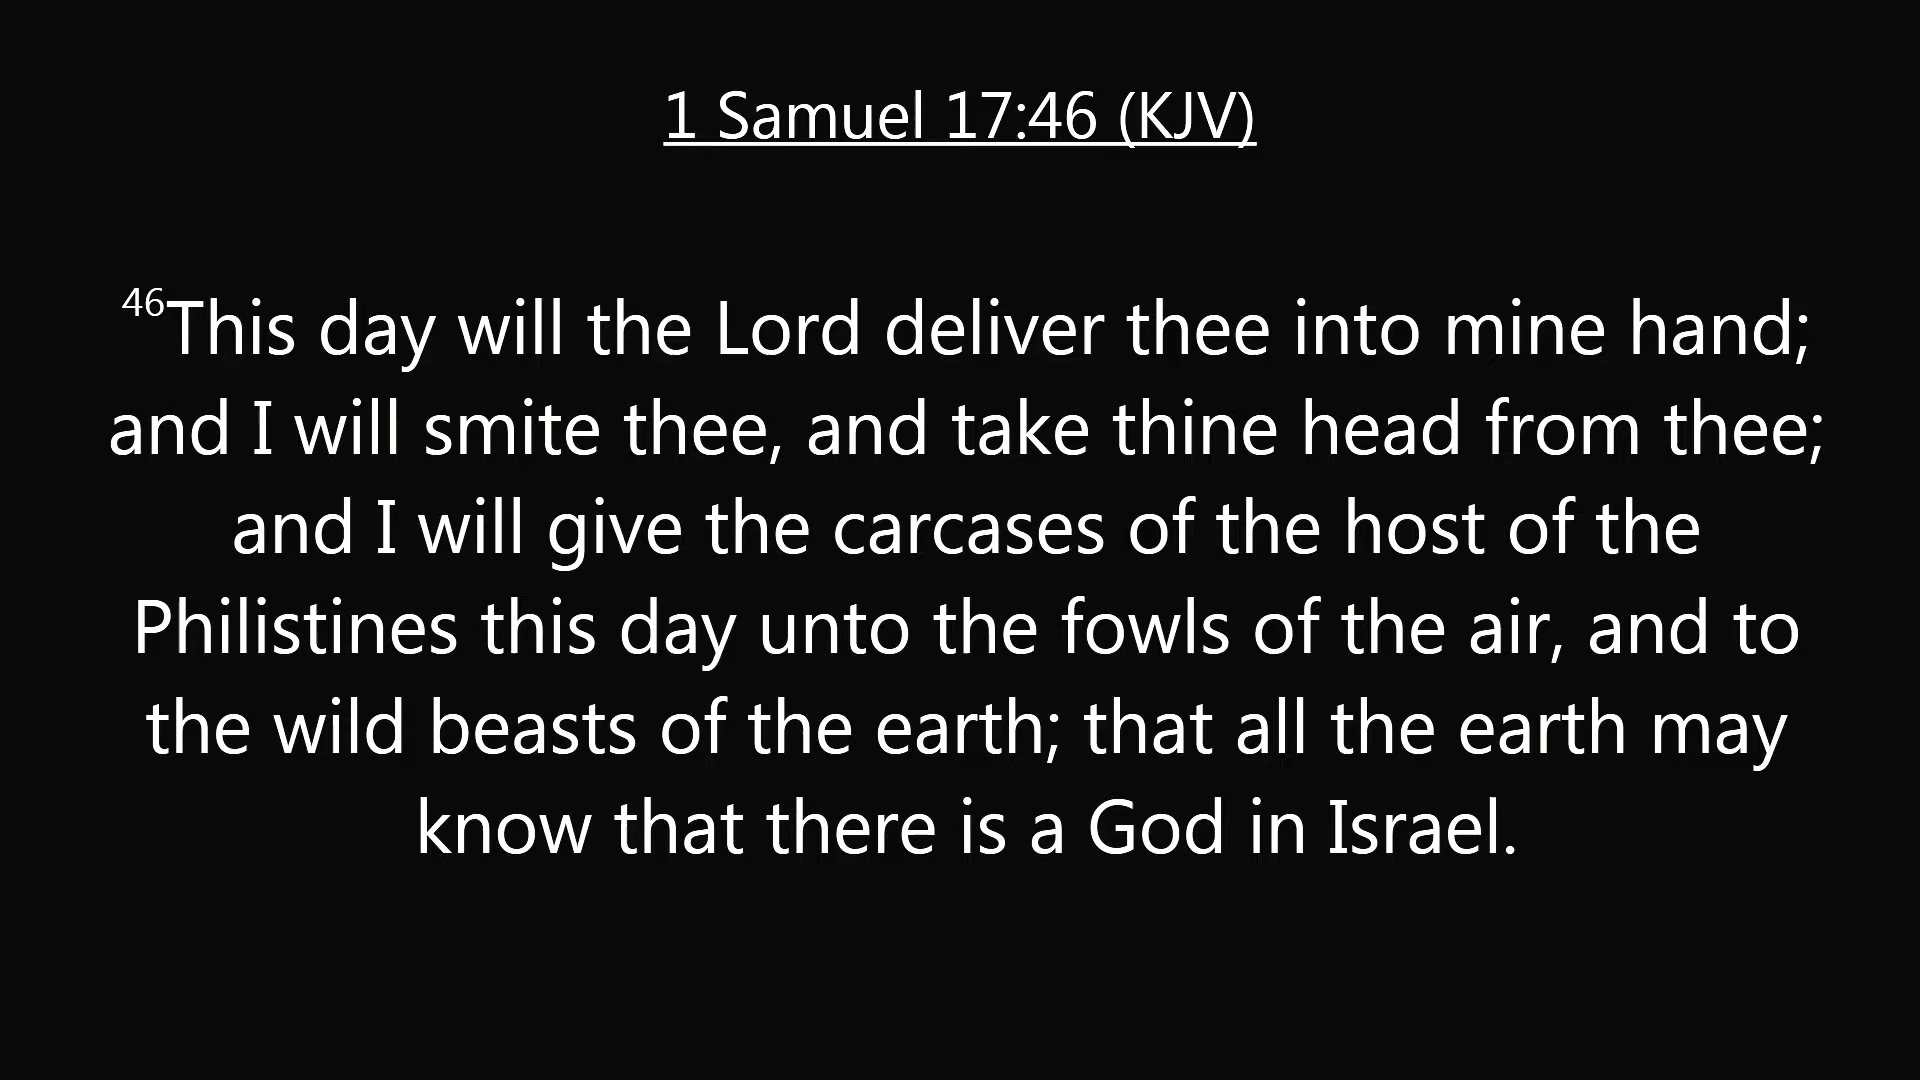 1 Samuel 17:46 (KJV)
46This day will the Lord deliver thee into mine hand;
and I will smite thee, and take thine head from thee;
and I will give the carcases of the host of the
Philistines this day unto the fowls of the air, and to
the wild beasts of the earth; that all the earth may
know that there is a God in Israel.